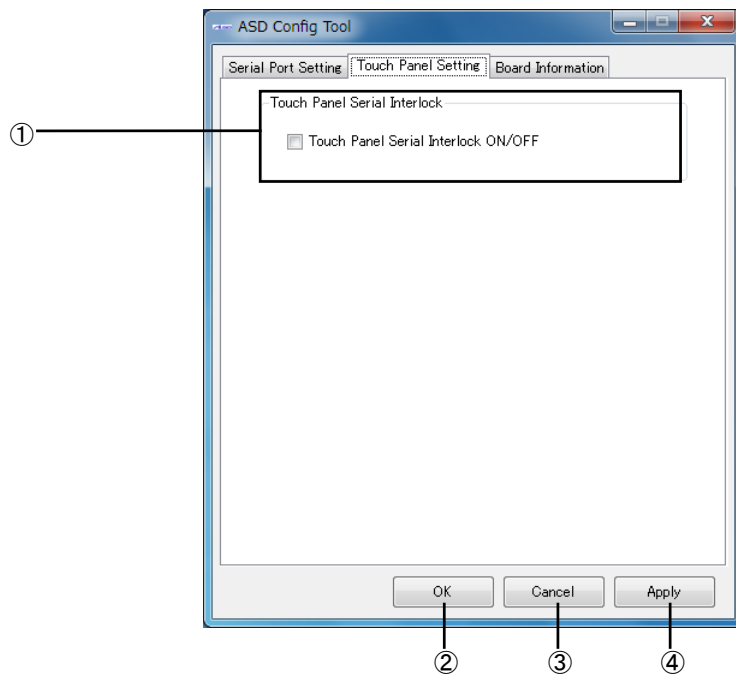 ASD Config Tool
Serial Port Setting Touch Panel Setting Board Information
Touch Panel Serial Interlock
① Touch Panel Serial Interlock ON/OFF
OK Cancel Apply
② ③ ④